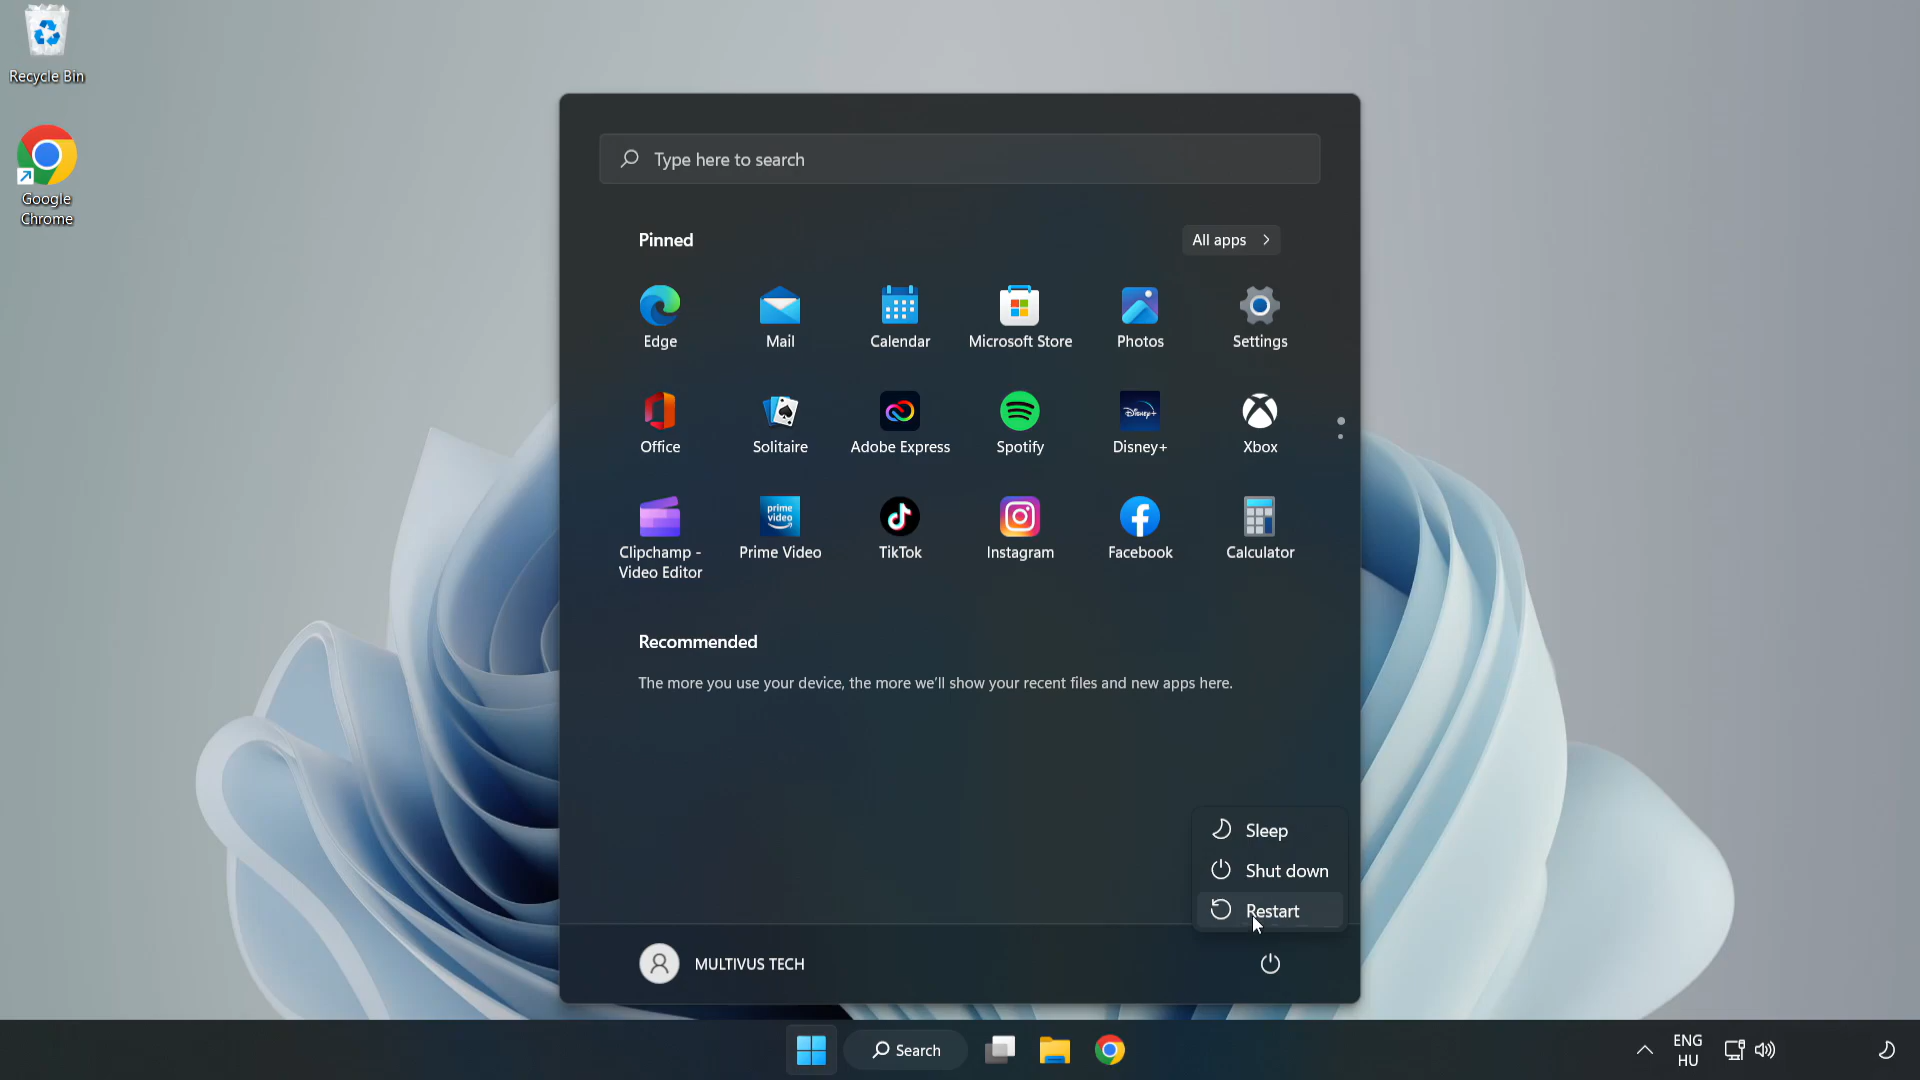 Recycle Bin
Google
Chrome
Type here to search
Pinned
All apps
Edge
Mail
Calendar
Microsoft Store
Photos
Settings
Office
Solitaire
Adobe Express
Spotify
Disney+
Disney+
Xbox
prime
video
Clipchamp -
Video Editor
Prime Video
TikTok
Instagram
Facebook
Calculator
Recommended
The more you use your device, the more we'll show your recent files and new apps here.
Sleep
Shut down
Restart
MULTIVUS TECH
Search
ENG
HU